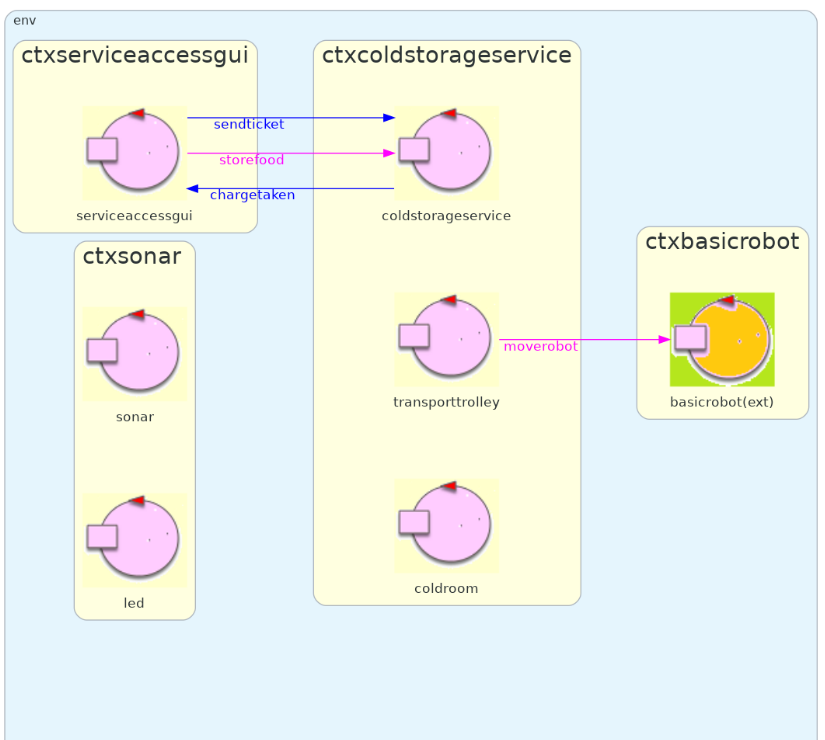 env
ctxserviceaccessgui
ctxcoldstorageservice
sendticket
storefood
chargetaken
serviceaccessgui
coldstorageservice
ctxsonar
ctxbasicrobot
moverobot
sonar
transporttrolley
basicrobot(ext)
led
coldroom